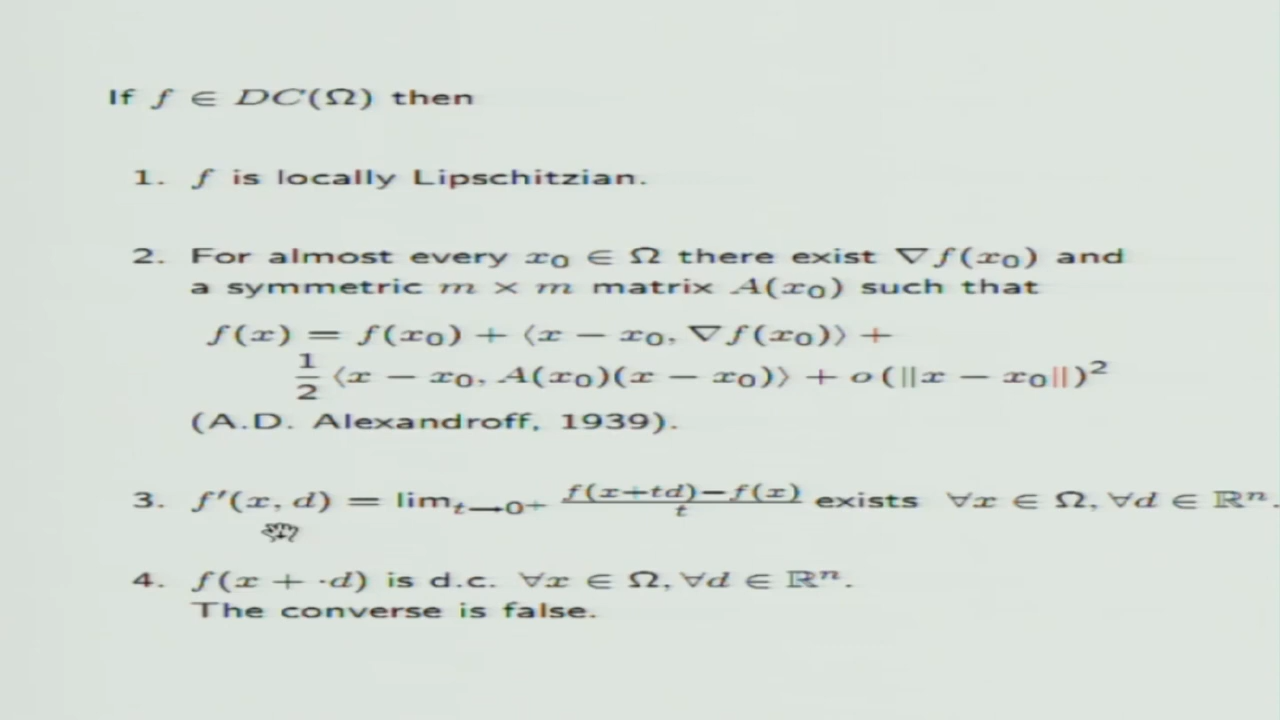 If f ∈ DC(Ω) then
1. f is locally Lipschitzian.
2. For almost every x₀ ∈ Ω there exist ∇f(x₀) and
a symmetric m × m matrix A(x₀) such that
f(x) = f(x₀) + ⟨x − x₀, ∇f(x₀)⟩ +
1/2 ⟨x − x₀, A(x₀)(x − x₀)⟩ + o(‖x − x₀‖)²
(A.D. Alexandroff, 1939).
3. f′(x, d) = lim_{t→0+} f(x+td)−f(x)/t exists ∀x ∈ Ω, ∀d ∈ ℝⁿ.
4. f(x + ·d) is d.c. ∀x ∈ Ω, ∀d ∈ ℝⁿ.
The converse is false.